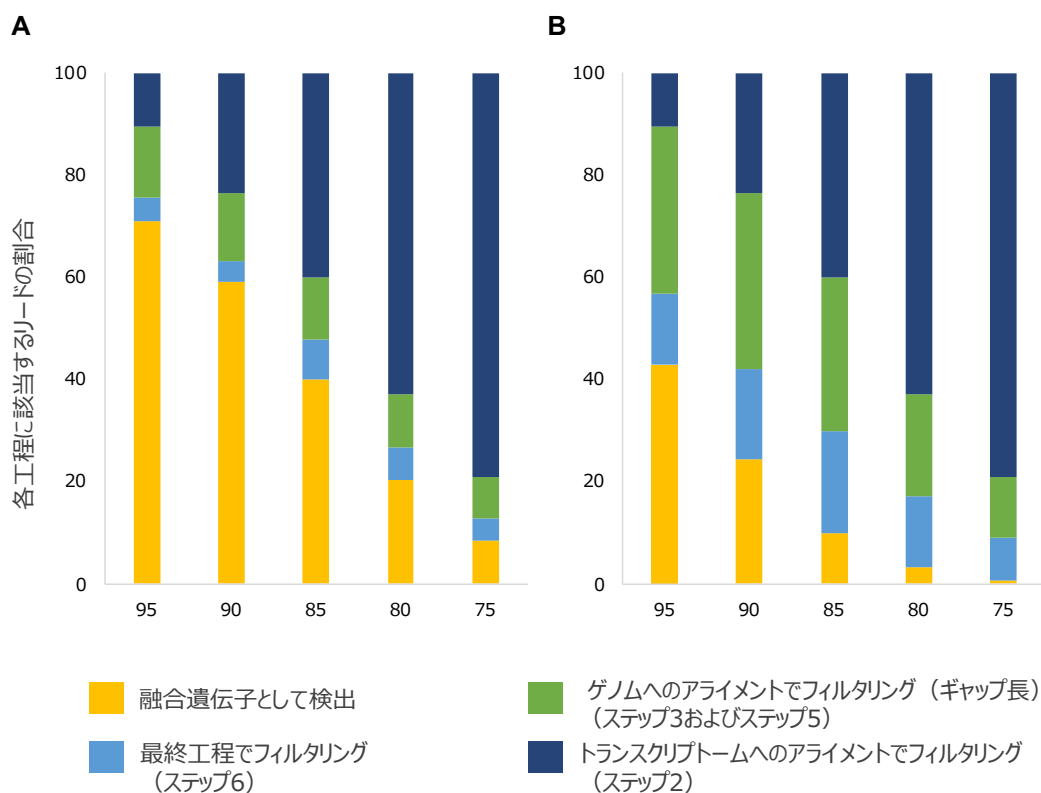 A
B
各工程に該当するリードの割合
100
80
60
40
20
0
95 90 85 80 75
100
80
60
40
20
0
95 90 85 80 75
融合遺伝子として検出
最終工程でフィルタリング
（ステップ6）
ゲノムへのアライメントでフィルタリング（ギャップ長）
（ステップ3およびステップ5）
トランスクリプトームへのアライメントでフィルタリング
（ステップ2）